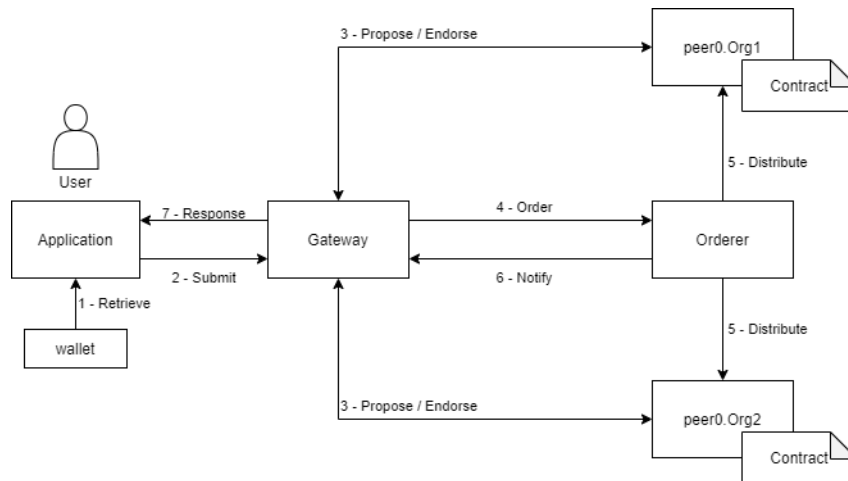 3 - Propose / Endorse
peer0.Org1
Contract
User
5 - Distribute
7 - Response
4 - Order
Application
Gateway
Orderer
2 - Submit
6 - Notify
1 - Retrieve
wallet
5 - Distribute
3 - Propose / Endorse
peer0.Org2
Contract